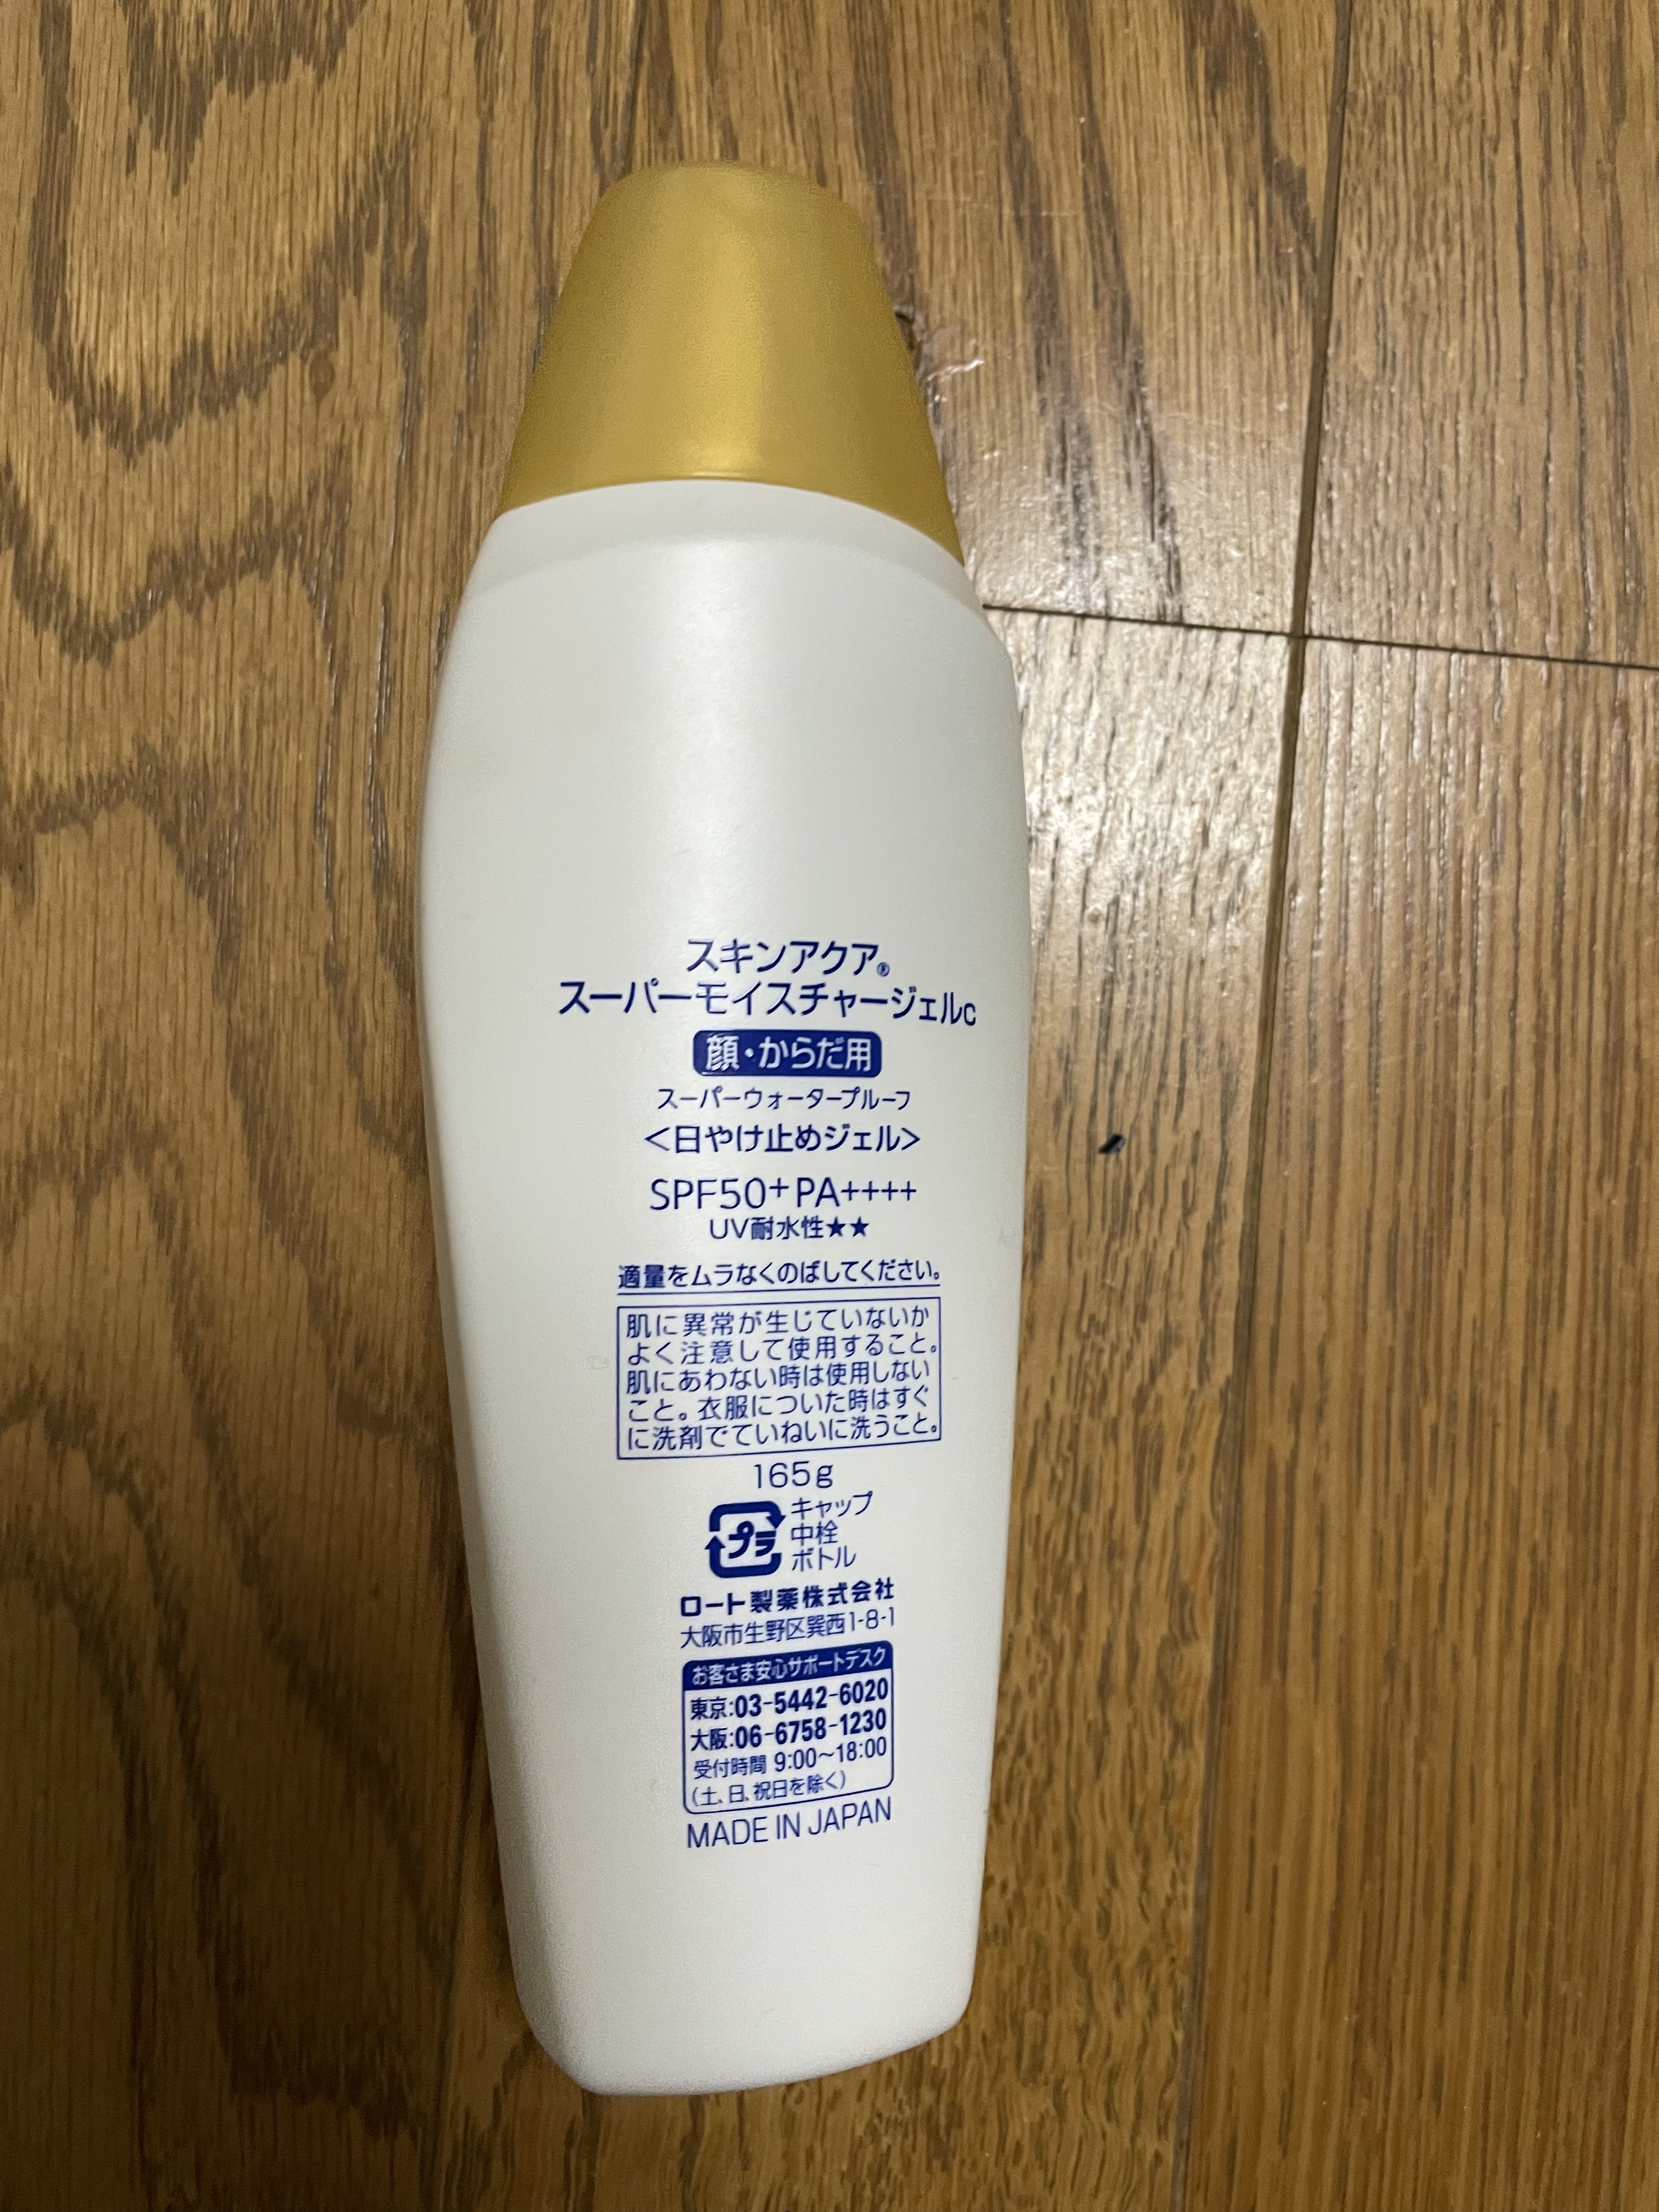 スキンアクア®
スーパーモイスチャージェルc
顔・からだ用
スーパーウォータープルーフ
<日やけ止めジェル>
SPF50+ PA++++
UV耐水性★★
適量をムラなくのばしてください。
肌に異常が生じていないか
よく注意して使用すること。
肌にあわない時は使用しない
こと。衣服についた時はすぐ
に洗剤でていねいに洗うこと。
165g
プラ
キャップ
中栓
ボトル
ロート製薬株式会社
大阪市生野区巽西1-8-1
お客さま安心サポートデスク
東京:03-5442-6020
大阪:06-6758-1230
受付時間 9:00〜18:00
(土、日、祝日を除く)
MADE IN JAPAN